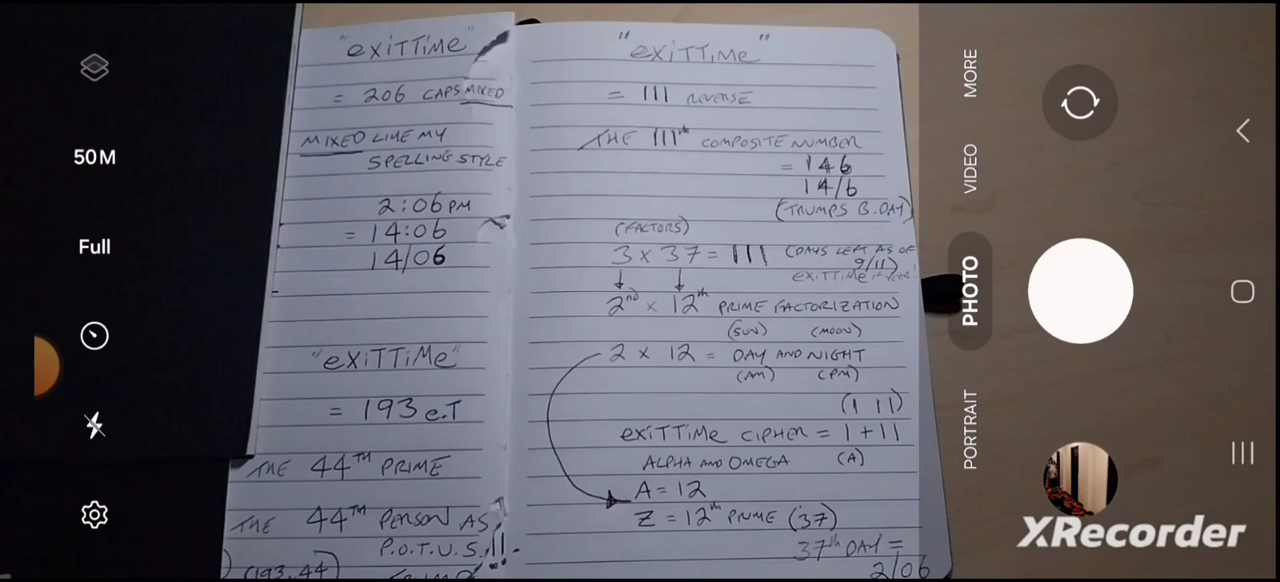 "exiTTiMe"
= 206 CAPS MIXED
MIXED LIKE MY
SPELLING STYLE
2:06 PM
= 14:06
14/06
"eXiTTiMe"
= 193 e.T
THE 44TH PRIME
THE 44TH PERSON AS
P.O.T.U.S.!!
(193.44)
"exiTTiMe"
= 111 REVERSE
THE 111th COMPOSITE NUMBER
= 146
14/6
(TRUMPS B.DAY)
(FACTORS)
3 x 37 = 111 (DAYS LEFT AS OF
9/11)
exiTTiMe
2nd x 12th PRIME FACTORIZATION
(SUN) (MOON)
2 x 12 = DAY AND NIGHT
(AM) (PM)
(1 11)
exiTTiMe CIPHER = 1 + 11
ALPHA AND OMEGA (A)
A = 12
Z = 12th PRIME (37)
37th DAY =
2/06
50M
Full
MORE
VIDEO
PHOTO
PORTRAIT
XRecorder